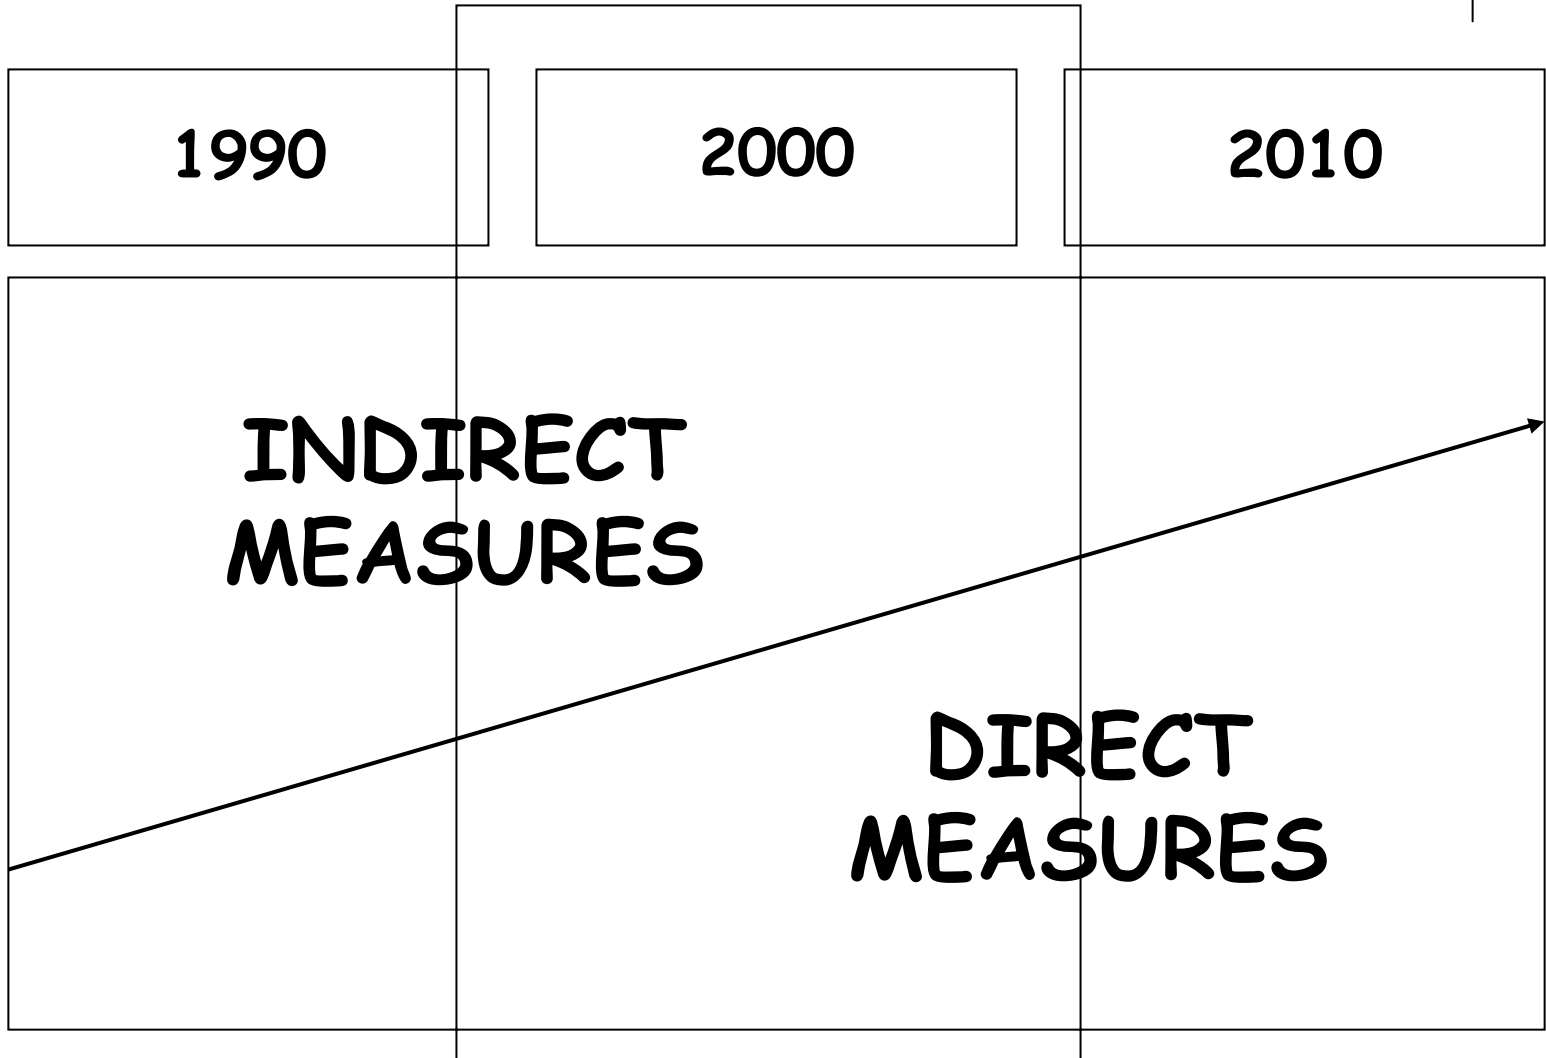 1990
2000
2010
INDIRECT
MEASURES
DIRECT
MEASURES